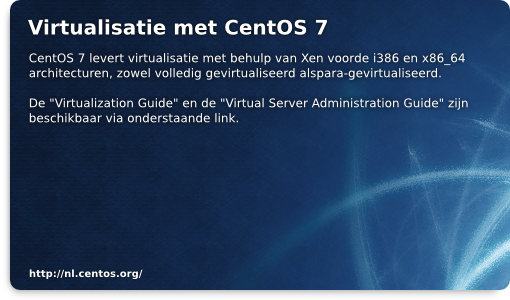 Virtualisatie met CentOS 7
CentOS 7 levert virtualisatie met behulp van Xen voorde i386 en x86_64
architecturen, zowel volledig gevirtualiseerd alspara-gevirtualiseerd.
De "Virtualization Guide" en de "Virtual Server Administration Guide" zijn
beschikbaar via onderstaande link.
http://nl.centos.org/